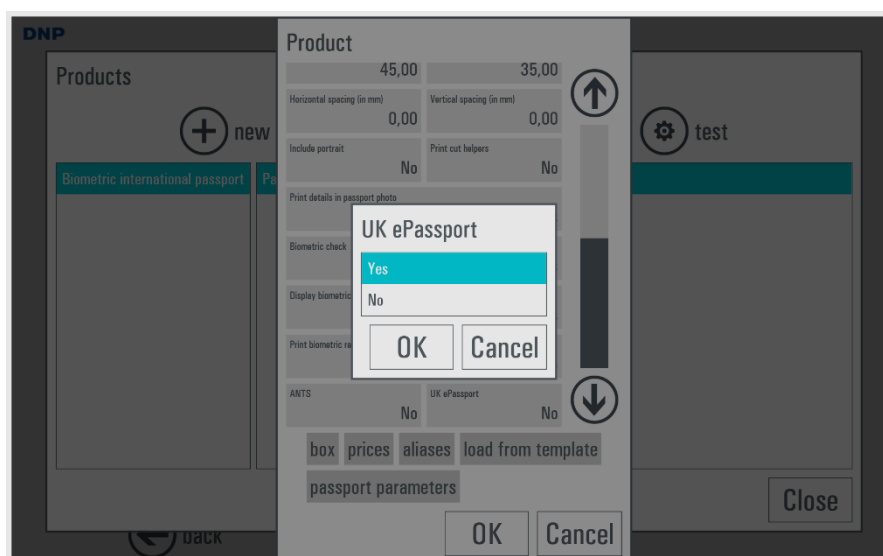 DNP
Products
new
test
Biometric international passport
Product
45,00 35,00
Horizontal spacing (in mm) Vertical spacing (in mm)
0,00 0,00
Include portrait Print cut helpers
No No
Print details in passport photo
Biometric check
Display biometric
Print biometric
UK ePassport
Yes
No
OK Cancel
ANTS UK ePassport
No No
box prices aliases load from template
passport parameters
OK Cancel
Close
back